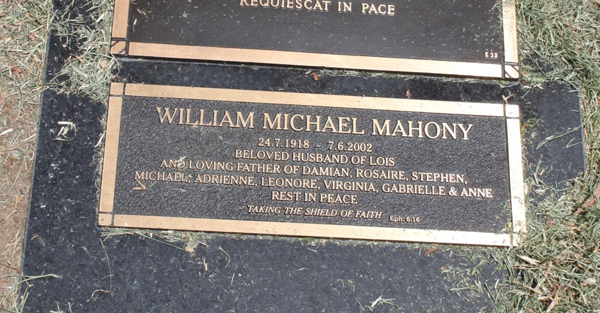 REQUIESCAT IN PACE
WILLIAM MICHAEL MAHONY
24.7.1918 ~ 7.6.2002
BELOVED HUSBAND OF LOIS
AND LOVING FATHER OF DAMIAN, ROSAIRE, STEPHEN,
MICHAEL, ADRIENNE, LEONORE, VIRGINIA, GABRIELLE & ANNE
REST IN PEACE
TAKING THE SHIELD OF FAITH Eph: 6:16